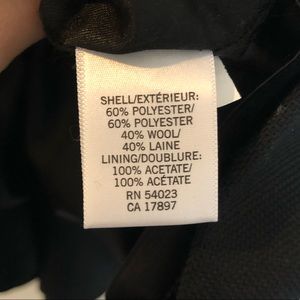 SHELL/EXTÉRIEUR:
60% POLYESTER/
60% POLYESTER
40% WOOL/
40% LAINE
LINING/DOUBLURE:
100% ACETATE/
100% ACÉTATE
RN 54023
CA 17897